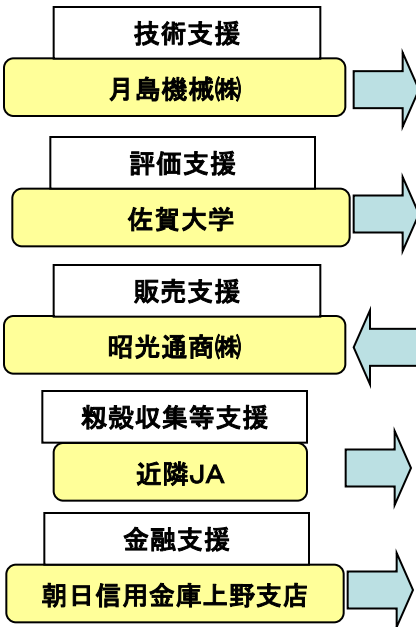 技術支援
月島機械㈱
評価支援
佐賀大学
販売支援
昭光通商㈱
籾殻収集等支援
近隣JA
金融支援
朝日信用金庫上野支店